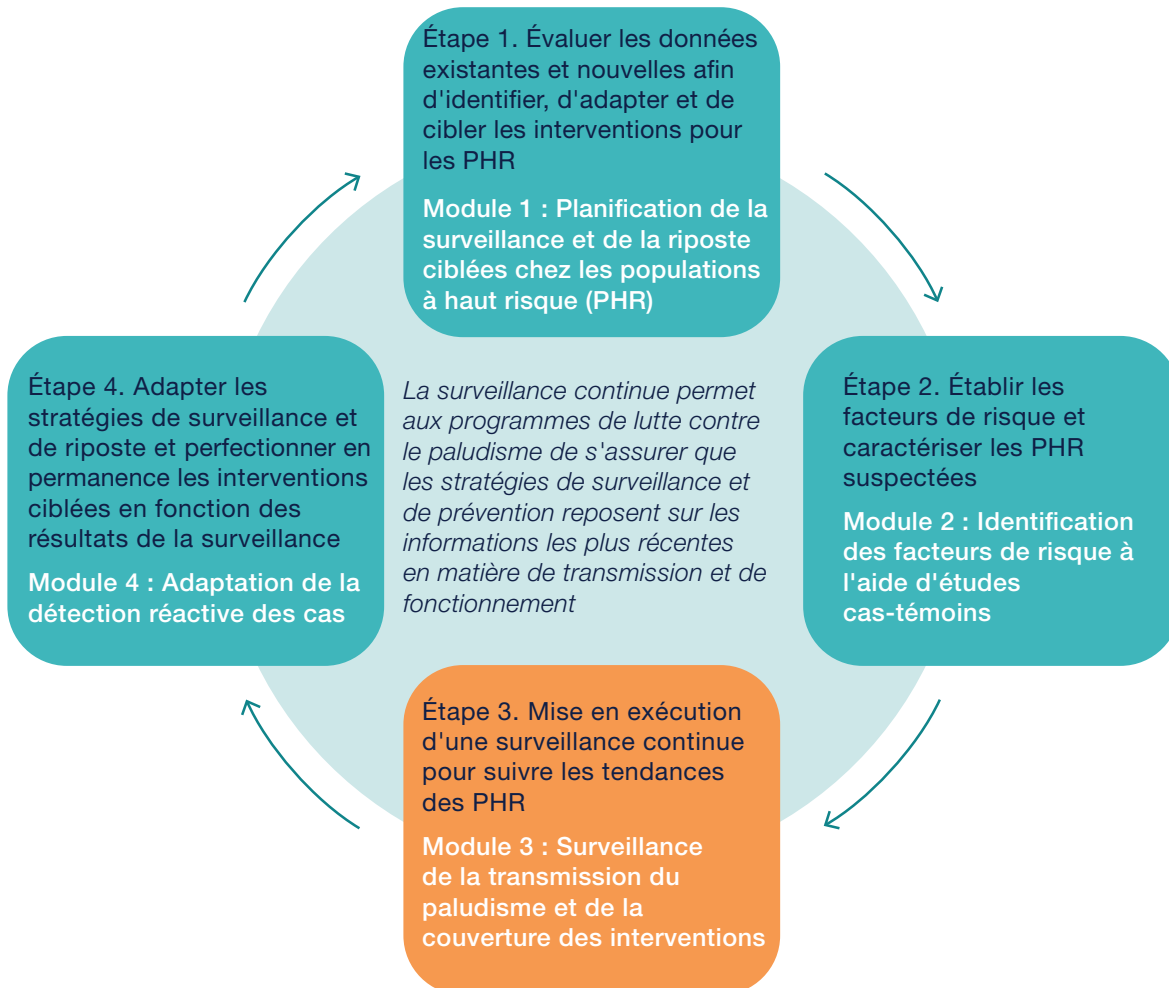 Étape 1. Évaluer les données
existantes et nouvelles afin
d'identifier, d'adapter et de
cibler les interventions pour
les PHR
Module 1 : Planification de la
surveillance et de la riposte
ciblées chez les populations
à haut risque (PHR)
Étape 2. Établir les
facteurs de risque et
caractériser les PHR
suspectées
Module 2 : Identification
des facteurs de risque à
l'aide d'études
cas-témoins
Étape 3. Mise en exécution
d'une surveillance continue
pour suivre les tendances
des PHR
Module 3 : Surveillance
de la transmission du
paludisme et de la
couverture des interventions
Étape 4. Adapter les
stratégies de surveillance et
de riposte et perfectionner en
permanence les interventions
ciblées en fonction des
résultats de la surveillance
Module 4 : Adaptation de la
détection réactive des cas
La surveillance continue permet
aux programmes de lutte contre
le paludisme de s'assurer que
les stratégies de surveillance et
de prévention reposent sur les
informations les plus récentes
en matière de transmission et de
fonctionnement